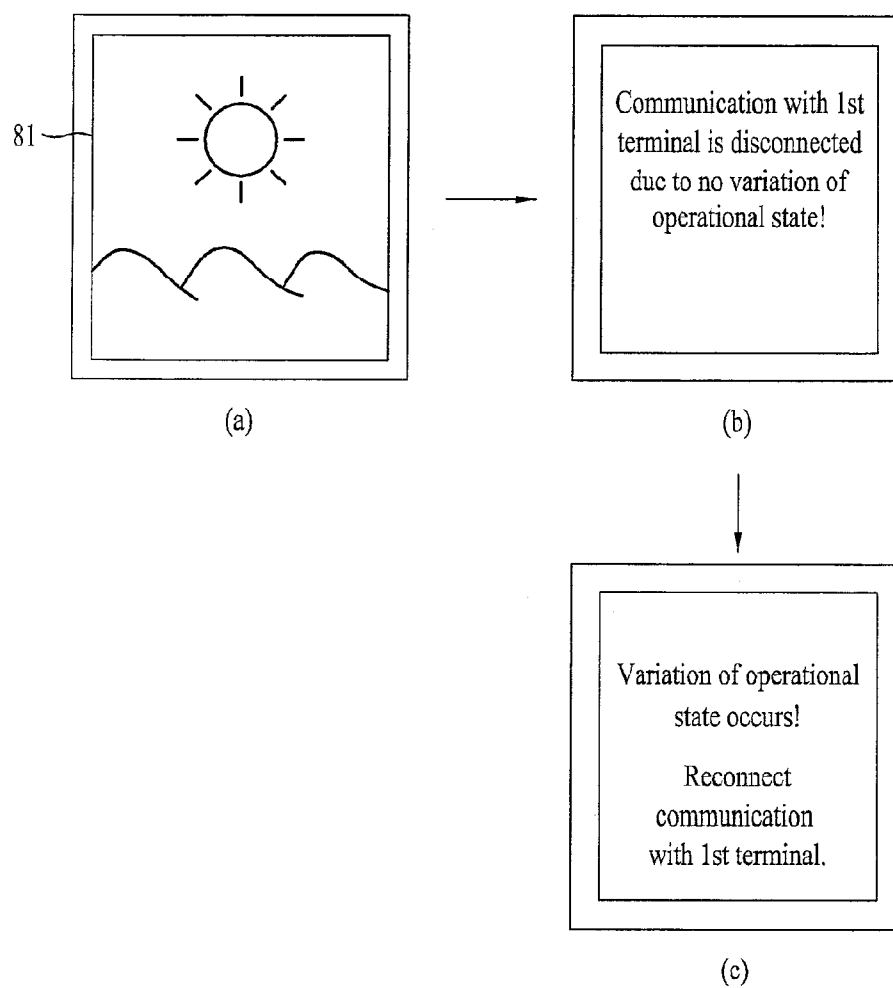 81
(a)
Communication with 1st
terminal is disconnected
due to no variation of
operational state!
(b)
Variation of operational
state occurs!
Reconnect
communication
with 1st terminal.
(c)